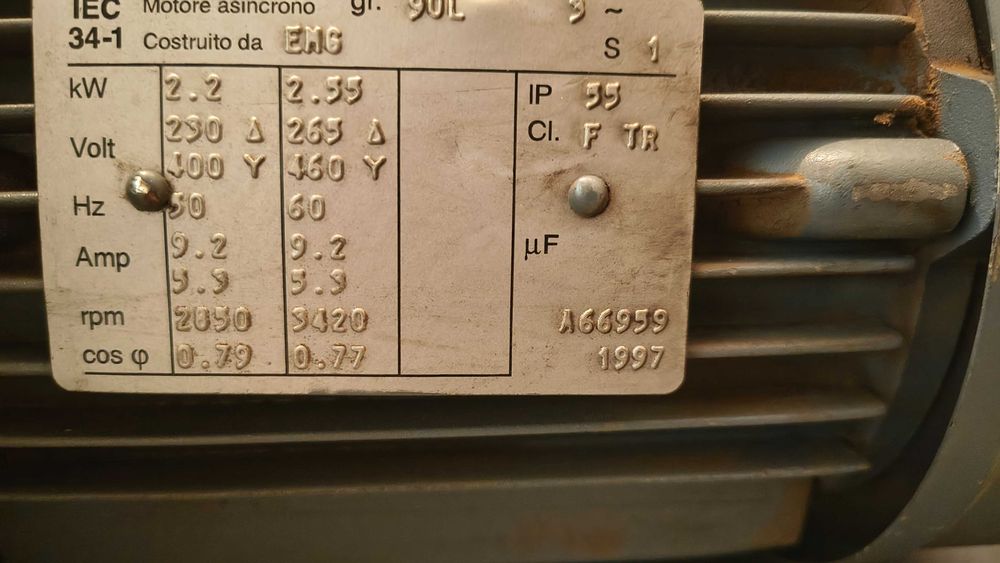 IEC Motore asincrono gr. 90L 3 ~
34-1 Costruito da EMG S 1
kW 2.2 2.55 IP 55
Volt 230 Δ 265 Δ Cl. F TR
400 Y 460 Y
Hz 50 60
Amp 9.2 9.2 µF
5.3 5.3
rpm 2850 3420 A66959
cos φ 0.79 0.77 1997